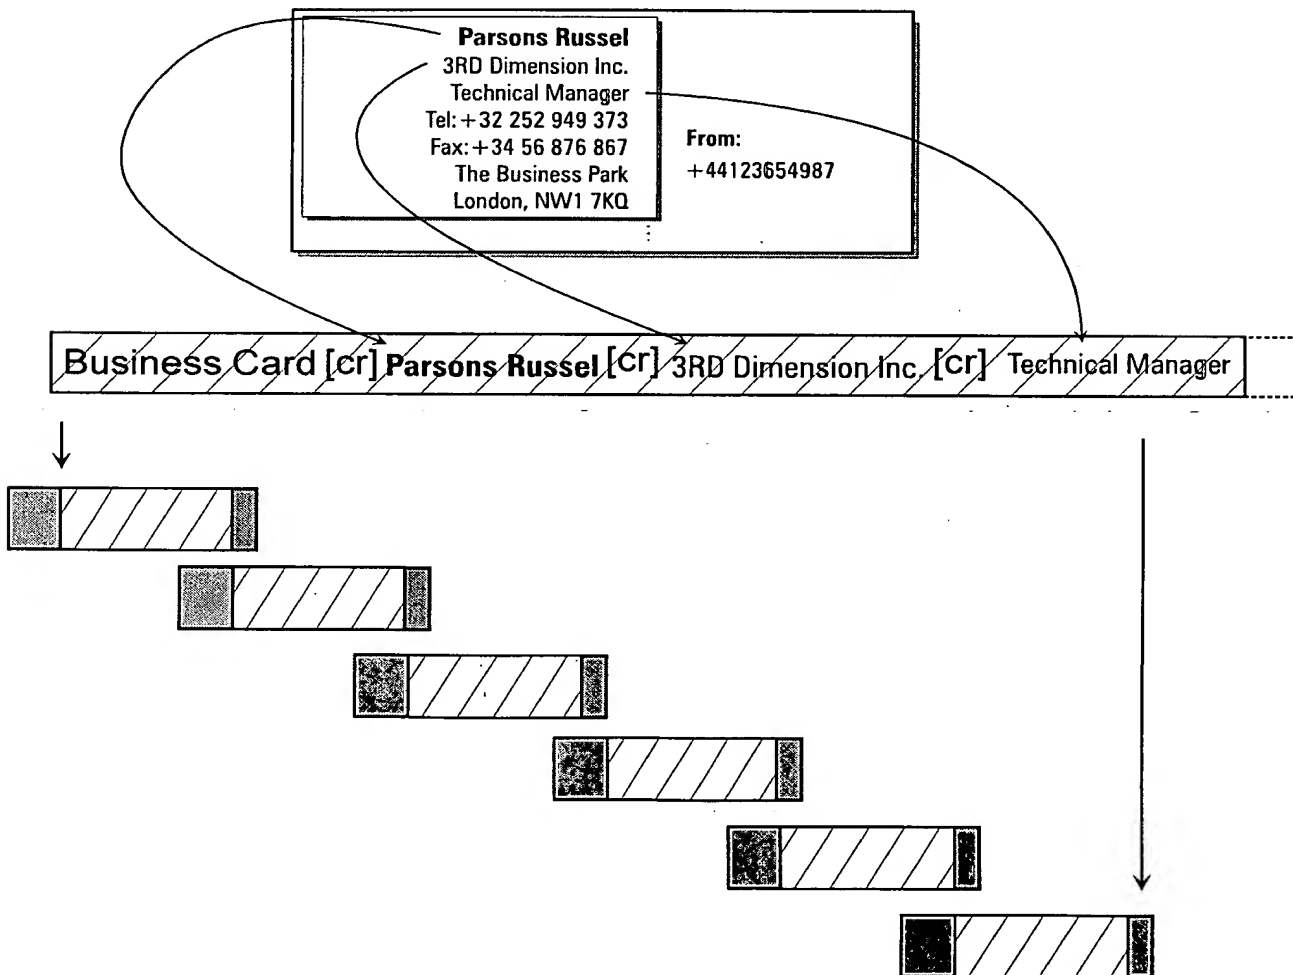 Parsons Russel
3RD Dimension Inc.
Technical Manager
Tel: +32 252 949 373
Fax: +34 56 876 867
The Business Park
London, NW1 7KQ
From:
+44123654987
Business Card [cr] Parsons Russel [cr] 3RD Dimension Inc. [cr] Technical Manager